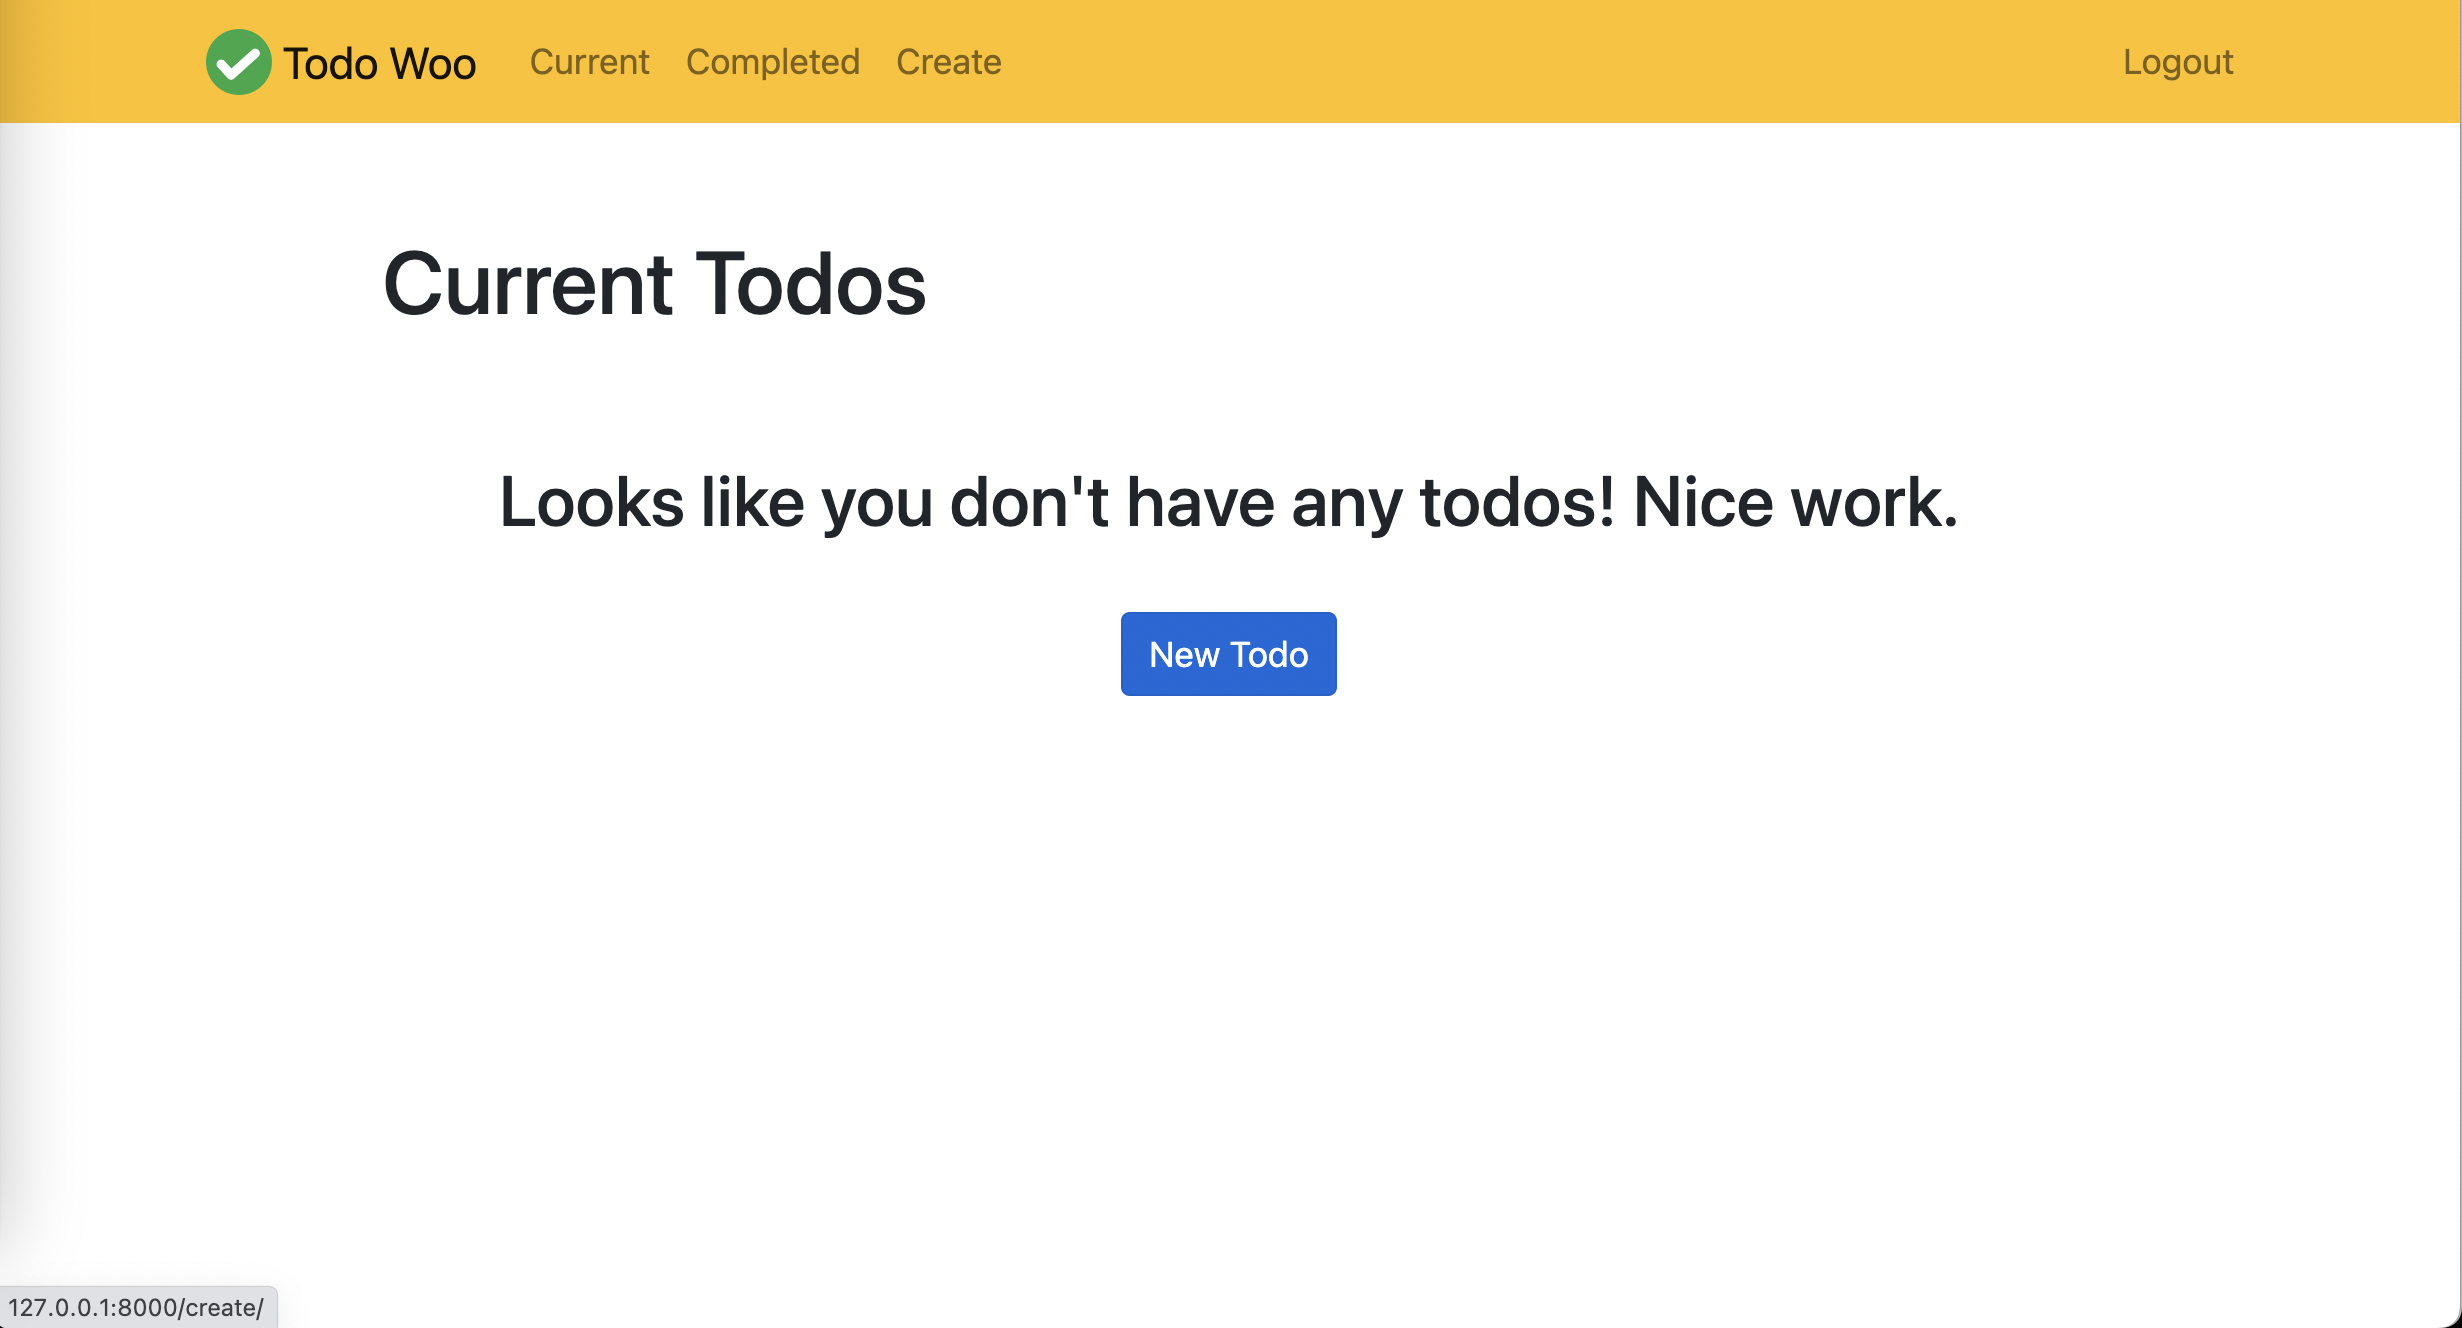 Todo Woo Current Completed Create Logout
Current Todos
Looks like you don't have any todos! Nice work.
New Todo
127.0.0.1:8000/create/